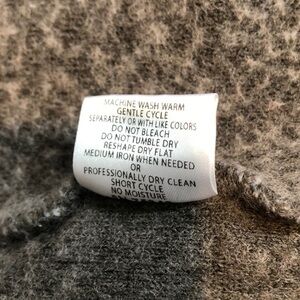 MACHINE WASH WARM
GENTLE CYCLE
SEPARATELY OR WITH LIKE COLORS
DO NOT BLEACH
DO NOT TUMBLE DRY
RESHAPE DRY FLAT
MEDIUM IRON WHEN NEEDED
OR
PROFESSIONALLY DRY CLEAN
SHORT CYCLE
NO MOISTURE